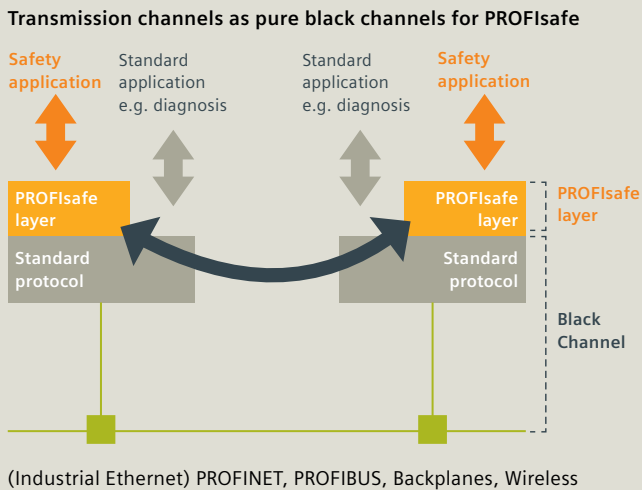 Transmission channels as pure black channels for PROFIsafe
Safety
application
Standard
application
e.g. diagnosis
Standard
application
e.g. diagnosis
Safety
application
PROFIsafe
layer
PROFIsafe
layer
PROFIsafe
layer
Standard
protocol
Standard
protocol
Black
Channel
(Industrial Ethernet) PROFINET, PROFIBUS, Backplanes, Wireless